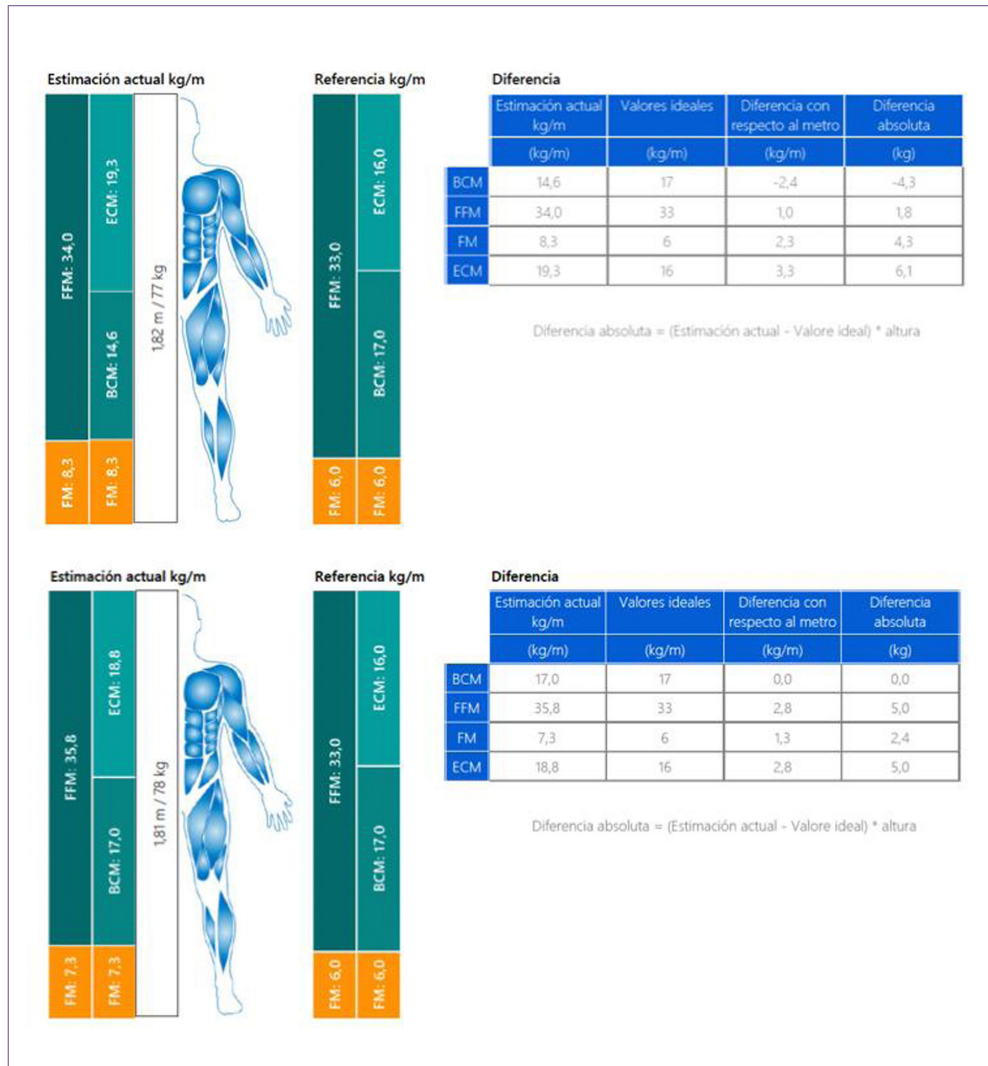 Estimación actual kg/m
Referencia kg/m
Diferencia
FFM: 34,0
FM: 8,3
ECM: 19,3
BCM: 14,6
FM: 8,3
1,82 m / 77 kg
FFM: 33,0
FM: 6,0
ECM: 16,0
BCM: 17,0
FM: 6,0
Estimación actual kg/m Valores ideales Diferencia con respecto al metro Diferencia absoluta
(kg/m) (kg/m) (kg/m) (kg)
BCM 14,6 17 -2,4 -4,3
FFM 34,0 33 1,0 1,8
FM 8,3 6 2,3 4,3
ECM 19,3 16 3,3 6,1
Diferencia absoluta = (Estimación actual - Valore ideal) * altura
Estimación actual kg/m
Referencia kg/m
Diferencia
FFM: 35,8
FM: 7,3
ECM: 18,8
BCM: 17,0
FM: 7,3
1,81 m / 78 kg
FFM: 33,0
FM: 6,0
ECM: 16,0
BCM: 17,0
FM: 6,0
Estimación actual kg/m Valores ideales Diferencia con respecto al metro Diferencia absoluta
(kg/m) (kg/m) (kg/m) (kg)
BCM 17,0 17 0,0 0,0
FFM 35,8 33 2,8 5,0
FM 7,3 6 1,3 2,4
ECM 18,8 16 2,8 5,0
Diferencia absoluta = (Estimación actual - Valore ideal) * altura